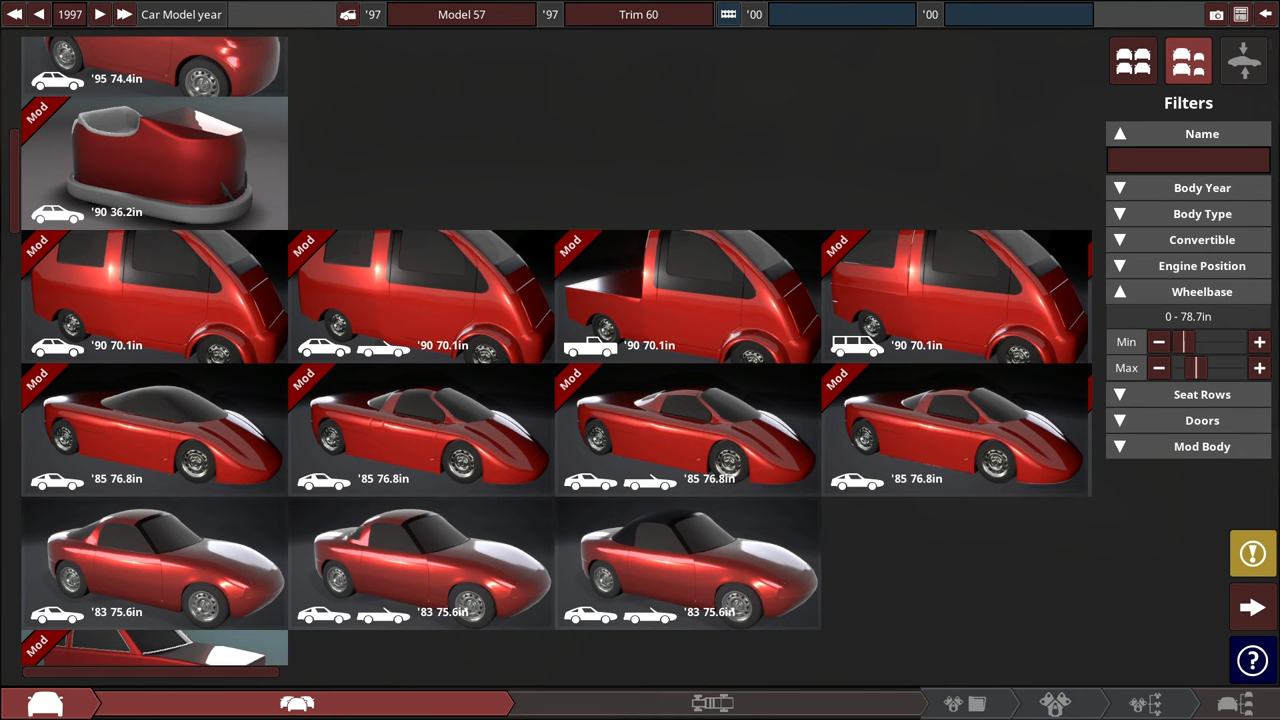 1997 Car Model year '97 Model 57 '97 Trim 60 '00 '00
'95 74.4in
Mod
'90 36.2in
Mod Mod Mod Mod
'90 70.1in '90 70.1in '90 70.1in '90 70.1in
Mod Mod Mod Mod
'85 76.8in '85 76.8in '85 76.8in '85 76.8in
'83 75.6in '83 75.6in '83 75.6in
Mod
Filters
Name
Body Year
Body Type
Convertible
Engine Position
Wheelbase
0 - 78.7in
Min
Max
Seat Rows
Doors
Mod Body
?